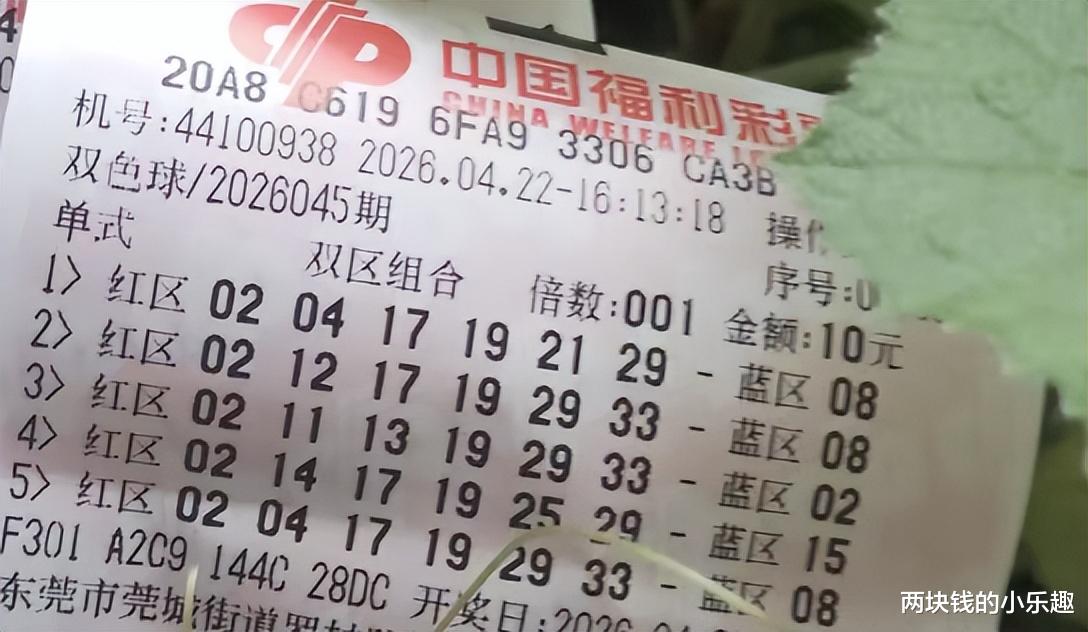 中国福利彩
CHINA WELFARE
20A8 C619 6FA9 3306 CA3B
机号:44100938 2026.04.22-16:13:18 操作
双色球/2026045期 序号:0
单式 双区组合 倍数:001 金额:10元
1> 红区 02 04 17 19 21 29 - 蓝区 08
2> 红区 02 12 17 19 29 33 - 蓝区 08
3> 红区 02 11 13 19 29 33 - 蓝区 02
4> 红区 02 14 17 19 25 29 - 蓝区 15
5> 红区 02 04 17 19 29 33 - 蓝区 08
F301 A2C9 144C 28DC 开奖日:2026
东莞市莞城街道罗
两块钱的小乐趣